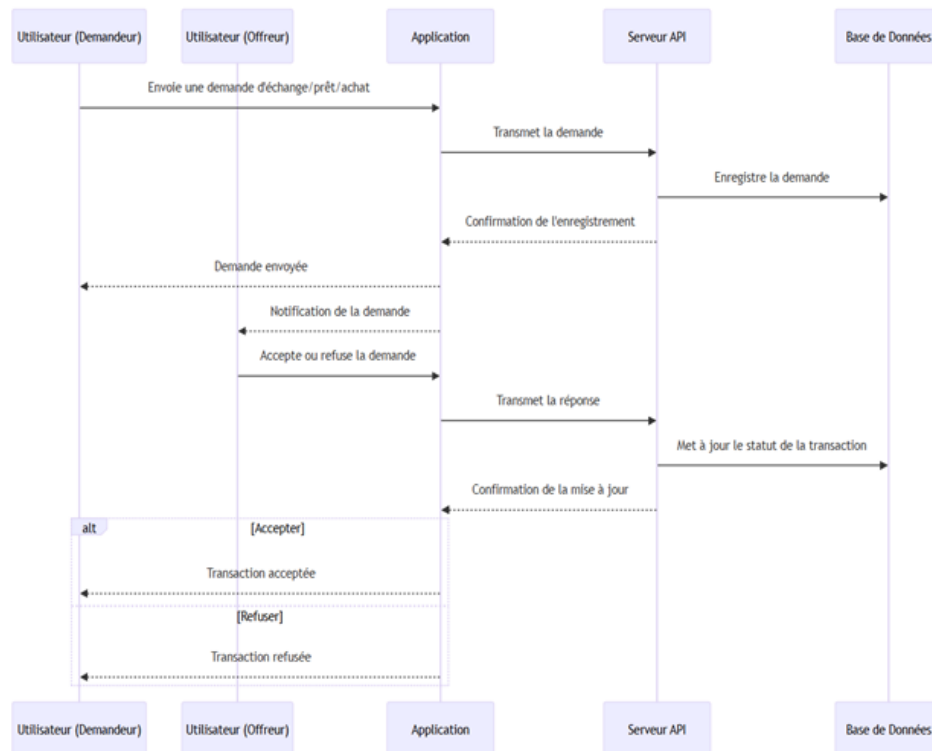 Utilisateur (Demandeur) Utilisateur (Offreur) Application Serveur API Base de Données
Envoie une demande d'échange/prêt/achat
Transmet la demande
Enregistre la demande
Confirmation de l'enregistrement
Demande envoyée
Notification de la demande
Accepte ou refuse la demande
Transmet la réponse
Met à jour le statut de la transaction
Confirmation de la mise à jour
alt [Accepter]
Transaction acceptée
[Refuser]
Transaction refusée
Utilisateur (Demandeur) Utilisateur (Offreur) Application Serveur API Base de Données